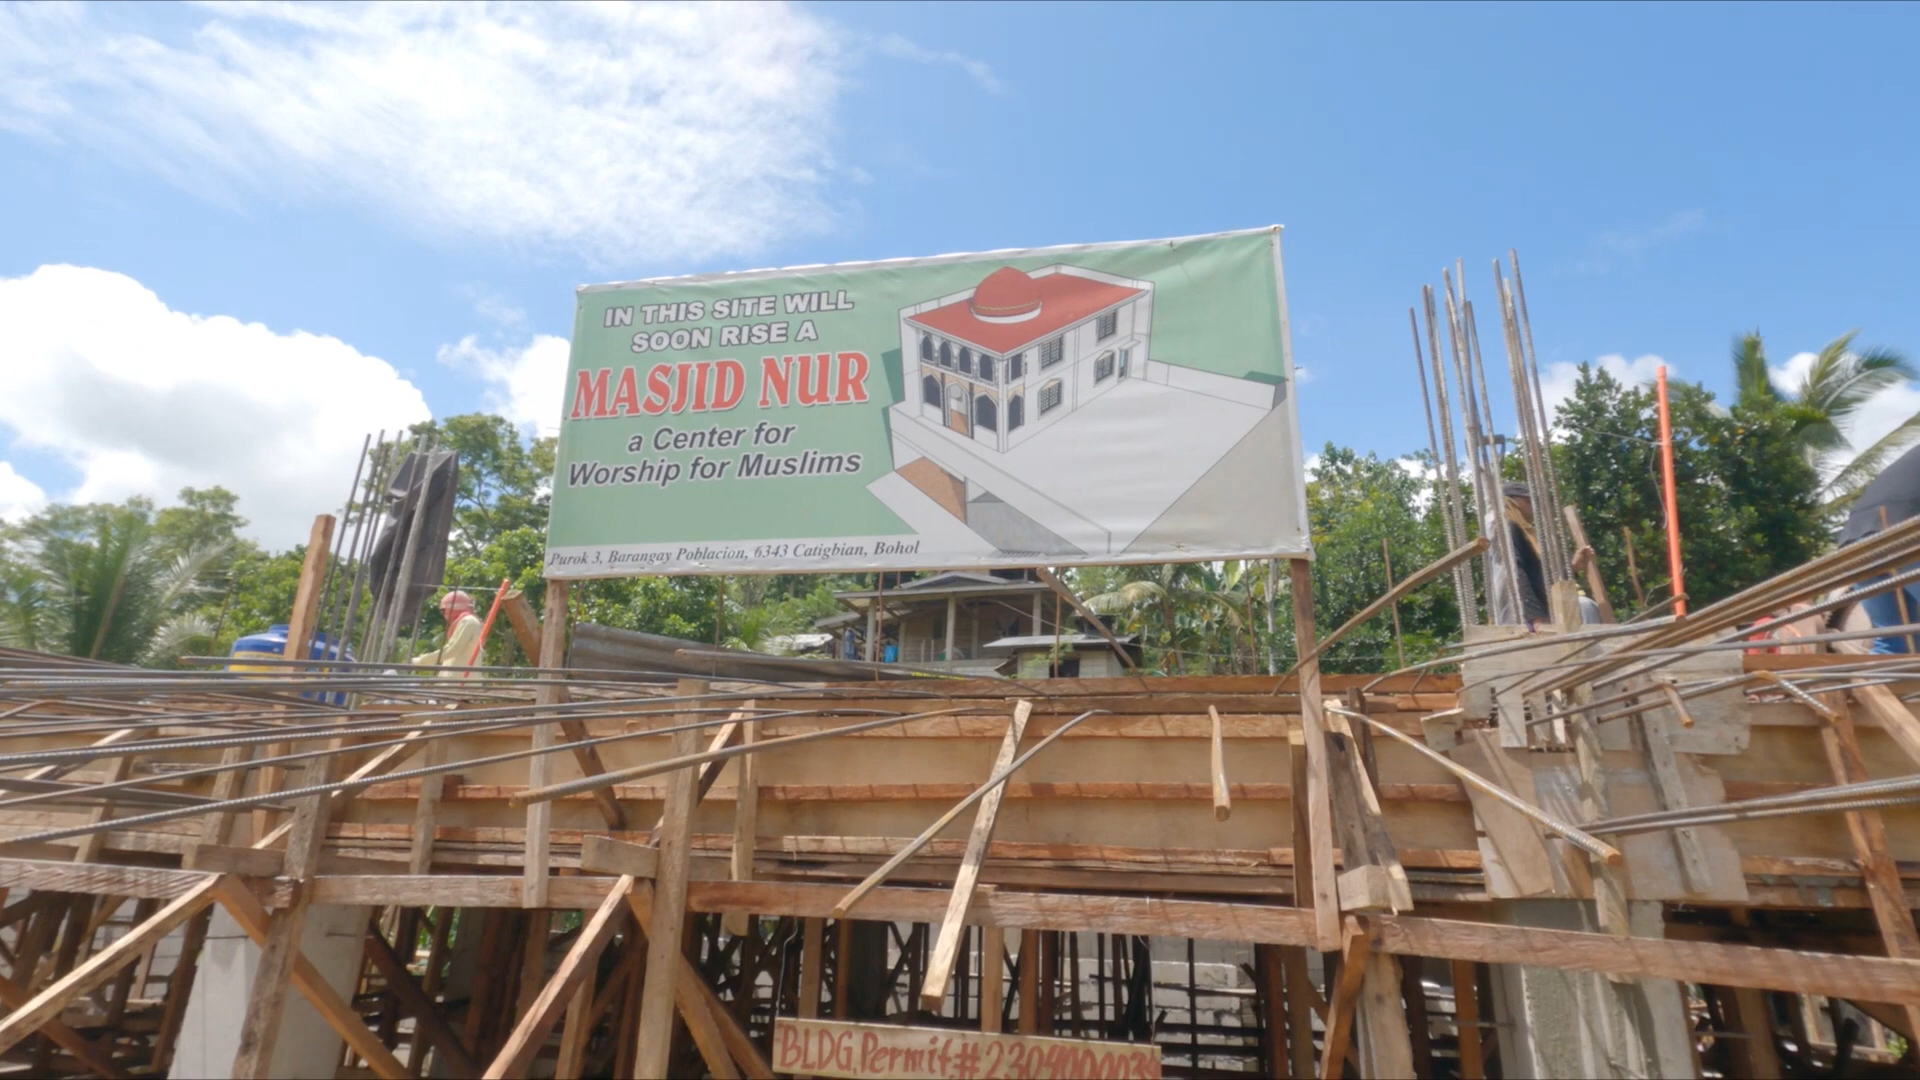 IN THIS SITE WILL
SOON RISE A
MASJID NUR
a Center for
Worship for Muslims
Purok 3, Barangay Poblacion, 6343 Catigbian, Bohol
BLDG. Permit # 2309000039